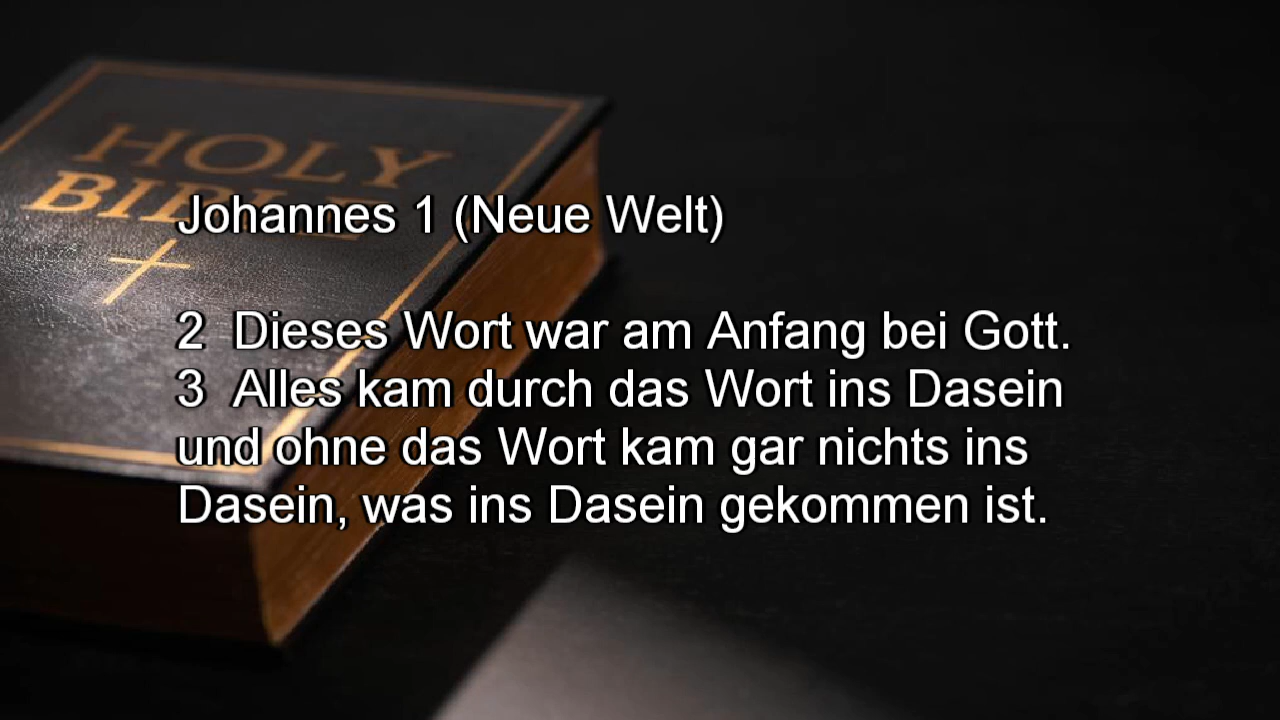 HOLY
BIBLE
Johannes 1 (Neue Welt)
2 Dieses Wort war am Anfang bei Gott.
3 Alles kam durch das Wort ins Dasein
und ohne das Wort kam gar nichts ins
Dasein, was ins Dasein gekommen ist.